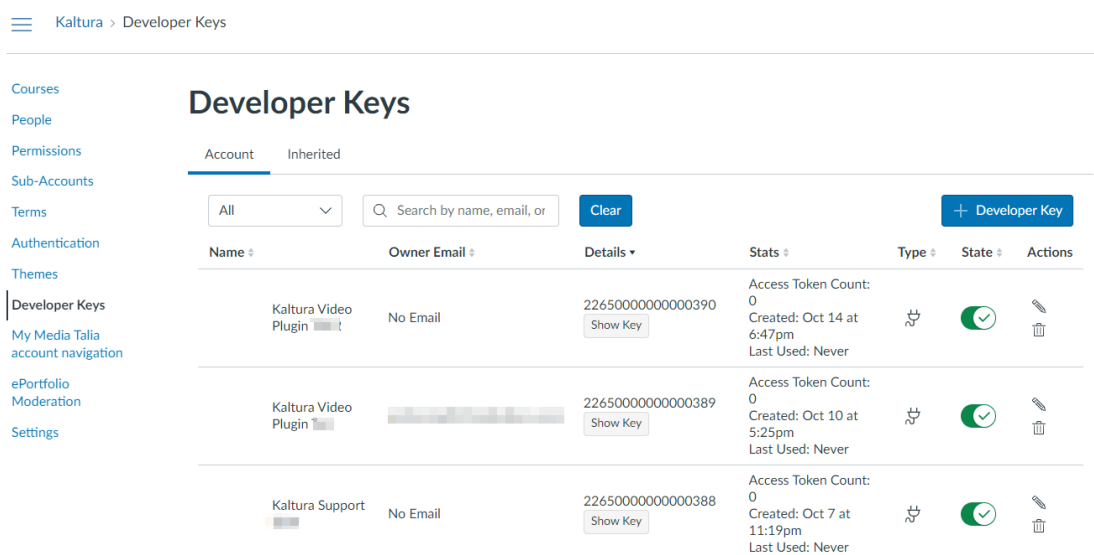 Kaltura > Developer Keys
Courses
People
Permissions
Sub-Accounts
Terms
Authentication
Themes
Developer Keys
My Media Talia
account navigation
ePortfolio
Moderation
Settings
Developer Keys
Account Inherited
All Search by name, email, or Clear + Developer Key
Name Owner Email Details Stats Type State Actions
Kaltura Video
Plugin
No Email
22650000000000390
Show Key
Access Token Count:
0
Created: Oct 14 at
6:47pm
Last Used: Never
Kaltura Video
Plugin
22650000000000389
Show Key
Access Token Count:
0
Created: Oct 10 at
5:25pm
Last Used: Never
Kaltura Support
No Email
22650000000000388
Show Key
Access Token Count:
0
Created: Oct 7 at
11:19pm
Last Used: Never